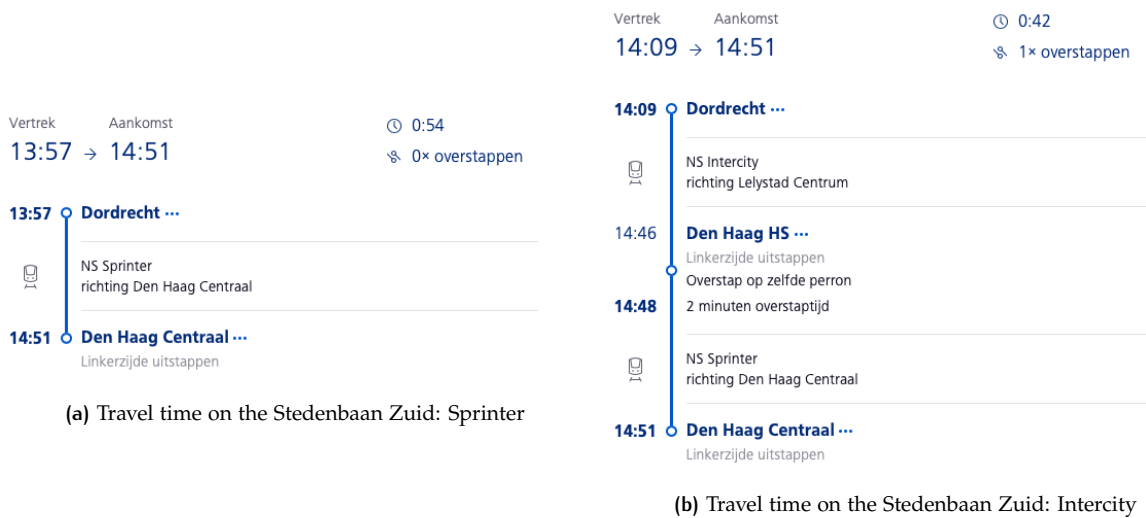 Vertrek Aankomst
13:57 → 14:51
0:54
0× overstappen
13:57 Dordrecht ···
NS Sprinter
richting Den Haag Centraal
14:51 Den Haag Centraal ···
Linkerzijde uitstappen
(a) Travel time on the Stedenbaan Zuid: Sprinter
Vertrek Aankomst
14:09 → 14:51
0:42
1× overstappen
14:09 Dordrecht ···
NS Intercity
richting Lelystad Centrum
14:46 Den Haag HS ···
Linkerzijde uitstappen
Overstap op zelfde perron
14:48 2 minuten overstaptijd
NS Sprinter
richting Den Haag Centraal
14:51 Den Haag Centraal ···
Linkerzijde uitstappen
(b) Travel time on the Stedenbaan Zuid: Intercity